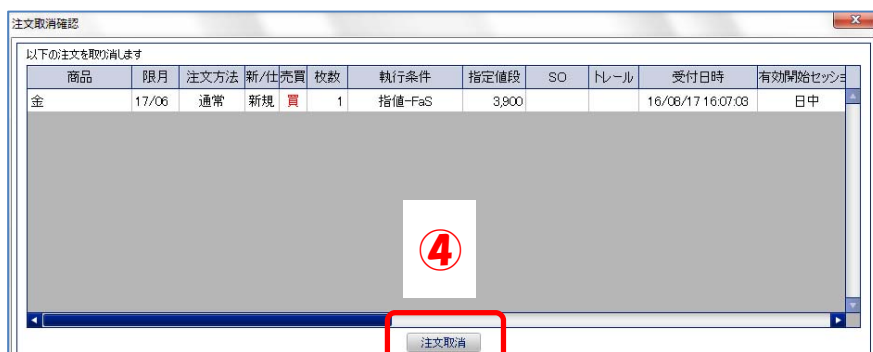 注文取消確認
以下の注文を取り消します
商品 限月 注文方法 新/仕 売買 枚数 執行条件 指定値段 SO トレール 受付日時 有効開始セッショ
金 17/06 通常 新規 買 1 指値-FaS 3,900 16/08/17 16:07:03 日中
④
注文取消